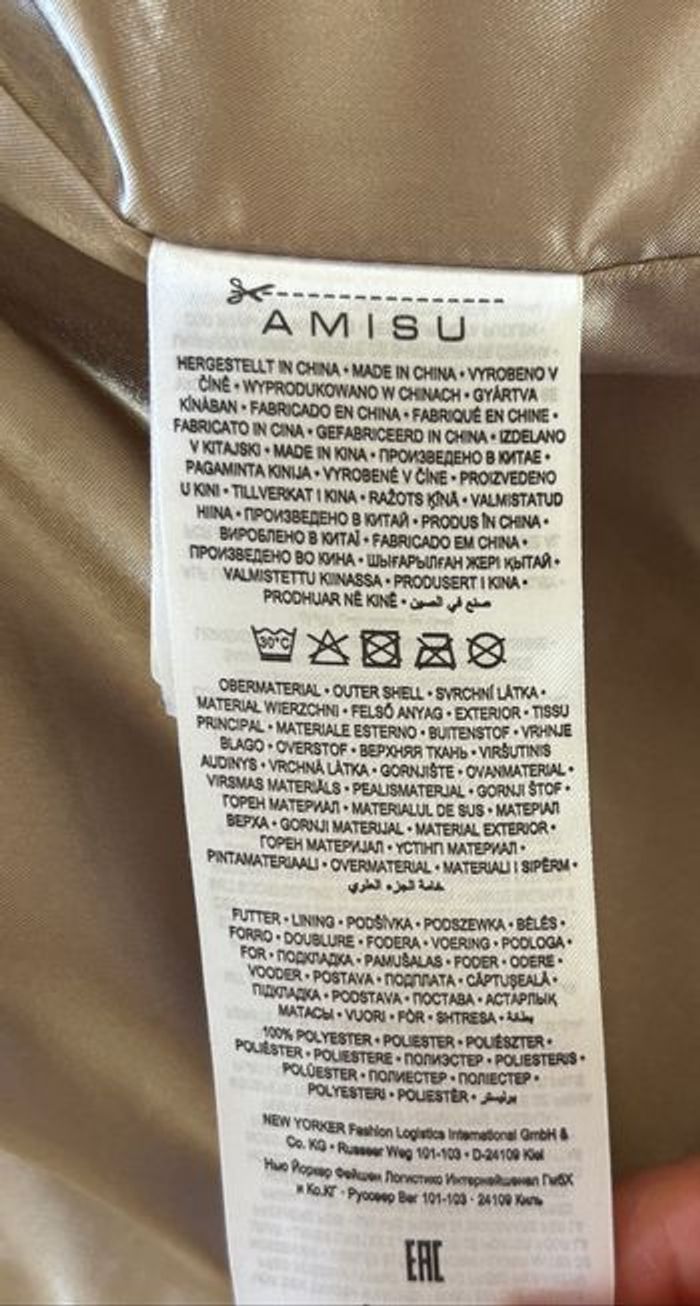 AMISU
HERGESTELLT IN CHINA • MADE IN CHINA • VYROBENO V
ČÍNĚ • WYPRODUKOWANO W CHINACH • GYÁRTVA
KÍNÁBAN • FABRICADO EN CHINA • FABRIQUÉ EN CHINE •
FABRICATO IN CINA • GEFABRICEERD IN CHINA • IZDELANO
V KITAJSKI • MADE IN KINA • ПРОИЗВЕДЕНО В КИТАЕ •
PAGAMINTA KINIJA • VYROBENÉ V ČÍNE • PROIZVEDENO
U KINI • TILLVERKAT I KINA • RAŽOTS ĶĪNĀ • VALMISTATUD
HIINA • ПРОИЗВЕДЕНО В КИТАЙ • PRODUS ÎN CHINA •
ВИРОБЛЕНО В КИТАЇ • FABRICADO EM CHINA •
ПРОИЗВЕДЕНО ВО КИНА • ШЫҒАРЫЛҒАН ЖЕРІ ҚЫТАЙ •
VALMISTETTU KIINASSA • PRODUSERT I KINA •
PRODHUAR NË KINË • صنع في الصين
30°C
OBERMATERIAL • OUTER SHELL • SVRCHNÍ LÁTKA •
MATERIAŁ WIERZCHNI • FELSŐ ANYAG • EXTERIOR • TISSU
PRINCIPAL • MATERIALE ESTERNO • BUITENSTOF • VRHNJE
BLAGO • OVERSTOF • ВЕРХНЯЯ ТКАНЬ • VIRŠUTINIS
AUDINYS • VRCHNÁ LÁTKA • GORNJIŠTE • OVANMATERIAL •
VIRSMAS MATERIĀLS • PEALISMATERJAL • GORNJI ŠTOF •
ГОРЕН МАТЕРИАЛ • MATERIALUL DE SUS • МАТЕРІАЛ
ВЕРХА • GORNJI MATERIJAL • MATERIAL EXTERIOR •
ГОРЕН МАТЕРИЈАЛ • ҮСТІҢГІ МАТЕРИАЛ •
PINTAMATERIAALI • OVERMATERIAL • MATERIALI I SIPËRM •
خامة الجزء العلوي
FUTTER • LINING • PODŠÍVKA • PODSZEWKA • BÉLÉS •
FORRO • DOUBLURE • FODERA • VOERING • PODLOGA •
FOR • ПОДКЛАДКА • PAMUŠALAS • FODER • ODERE •
VOODER • POSTAVA • ПОДПЛАТА • CĂPTUŞEALĂ •
ПІДКЛАДКА • PODSTAVA • ПОСТАВА • АСТАРЛЫҚ
МАТАСЫ • VUORI • FÔR • SHTRESA • بطانة
100% POLYESTER • POLIESTER • POLIÉSZTER •
POLIÉSTER • POLIESTERE • ПОЛИЭСТЕР • POLIESTERIS •
POLÜESTER • ПОЛИЕСТЕР • ПОЛІЕСТЕР •
POLYESTERI • POLIESTËR • بوليستر
NEW YORKER Fashion Logistics International GmbH &
Co. KG • Russeer Weg 101-103 • D-24109 Kiel
Нью Йоркер Фейшен Логистикс Интернейшенал ГмбХ
и Ко.КГ · Руссеер Вег 101-103 · 24109 Киль
EAC